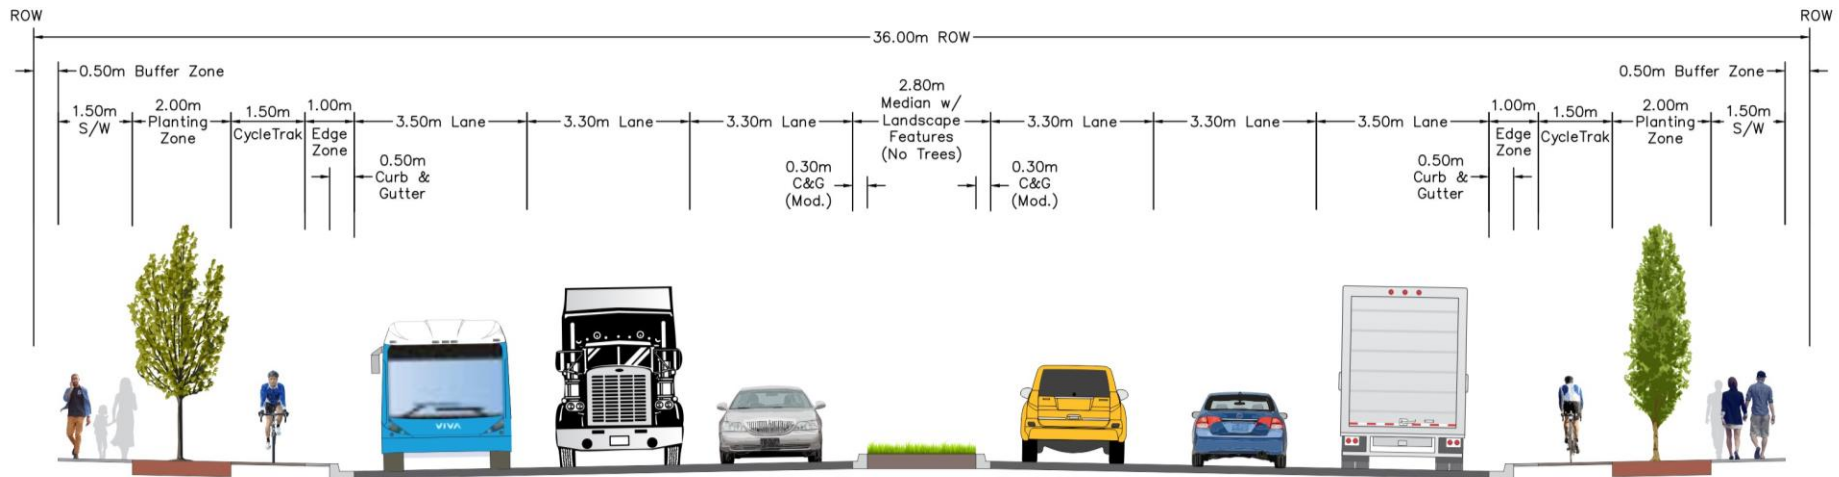 ROW
ROW
36.00m ROW
0.50m Buffer Zone
0.50m Buffer Zone
1.50m
S/W
2.00m
Planting
Zone
1.50m
CycleTrak
1.00m
Edge
Zone
0.50m
Curb &
Gutter
3.50m Lane
3.30m Lane
3.30m Lane
0.30m
C&G
(Mod.)
2.80m
Median w/
Landscape
Features
(No Trees)
0.30m
C&G
(Mod.)
3.30m Lane
3.30m Lane
3.50m Lane
0.50m
Curb &
Gutter
1.00m
Edge
Zone
1.50m
CycleTrak
2.00m
Planting
Zone
1.50m
S/W
VIVA